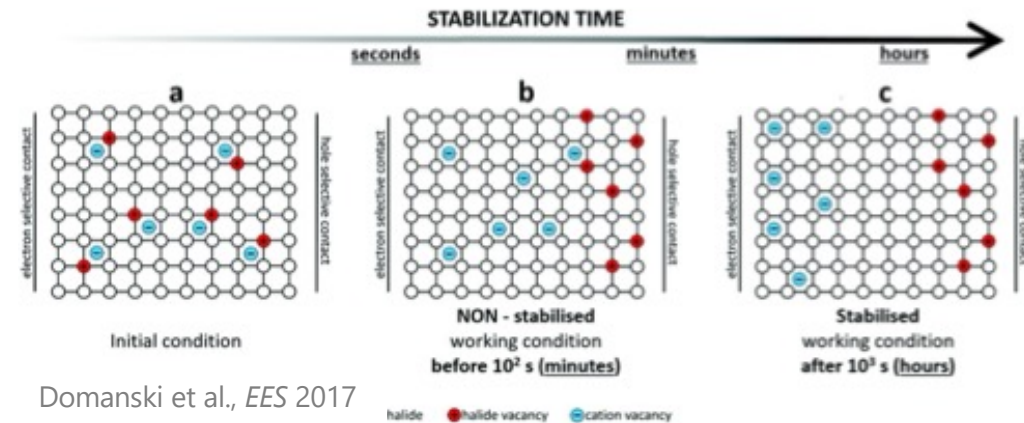 STABILIZATION TIME
seconds minutes hours
a b c
electron selective contact
hole selective contact
electron selective contact
hole selective contact
electron selective contact
Initial condition
NON - stabilised
working condition
before 10² s (minutes)
Stabilised
working condition
after 10³ s (hours)
Domanski et al., EES 2017
halide halide vacancy cation vacancy